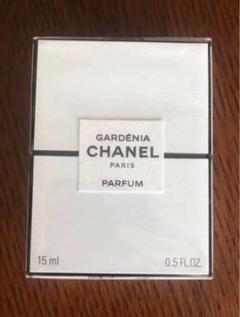 GARDÉNIA
CHANEL
PARIS
PARFUM
15 ml 0.5 FL.OZ.